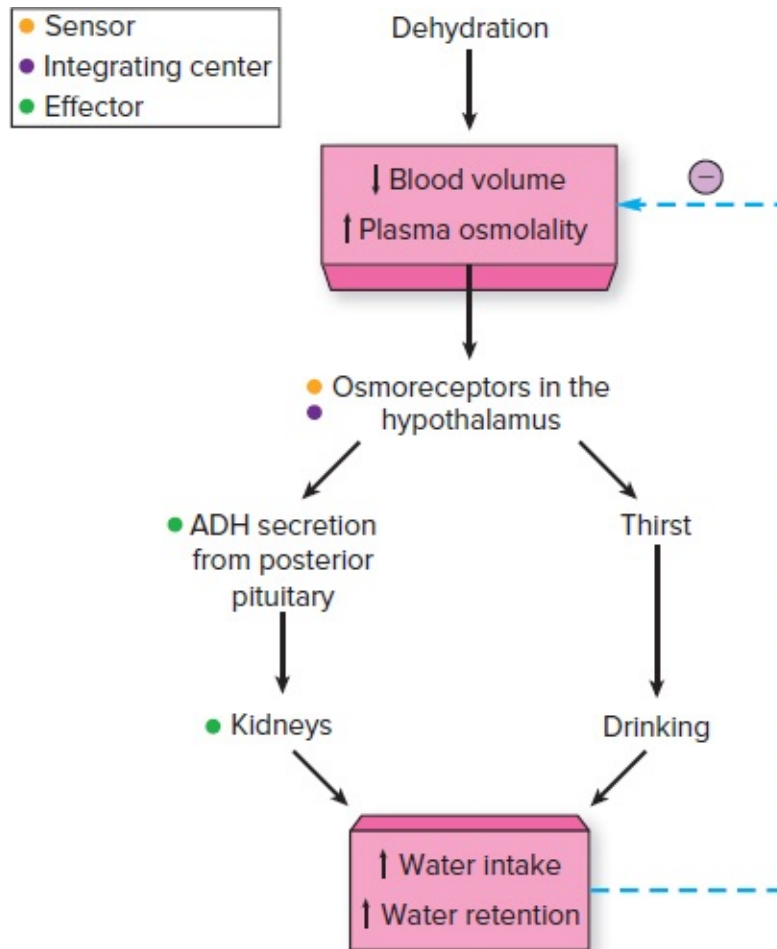 Sensor
Integrating center
Effector
Dehydration
↓ Blood volume
↑ Plasma osmolality
−
Osmoreceptors in the
hypothalamus
ADH secretion
from posterior
pituitary
Thirst
Kidneys
Drinking
↑ Water intake
↑ Water retention